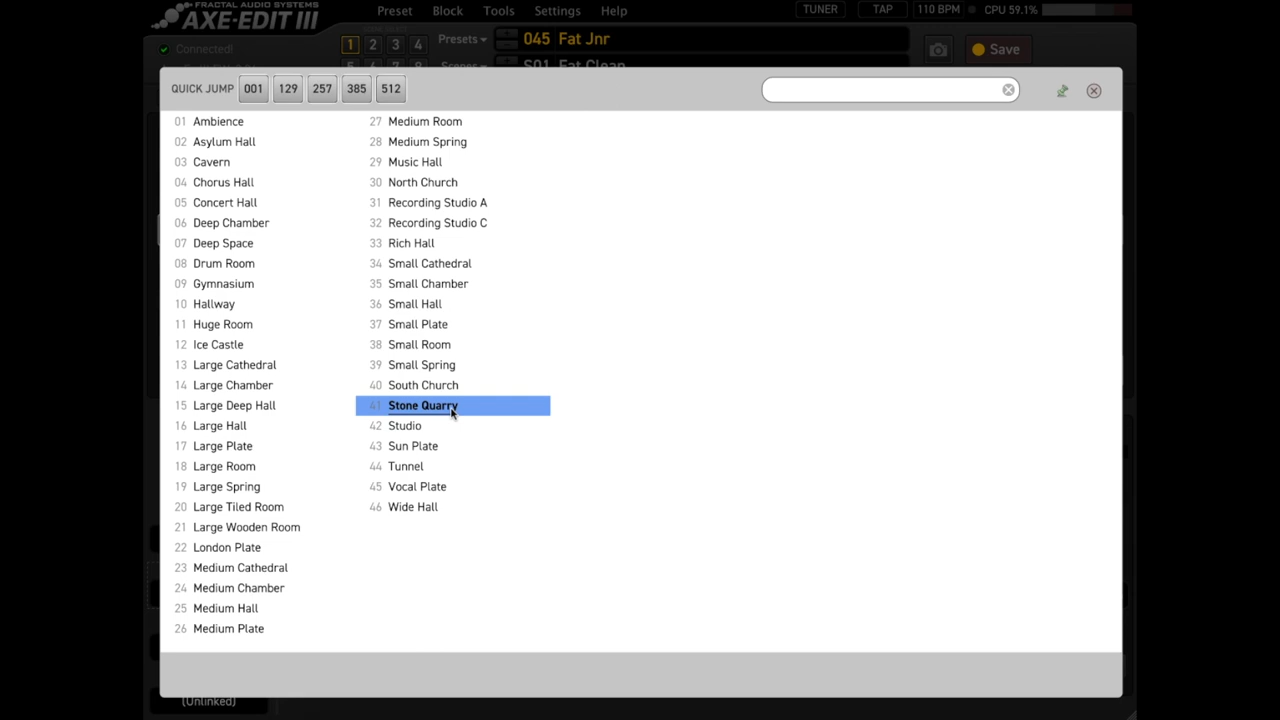 FRACTAL AUDIO SYSTEMS
AXE-EDIT III
Preset Block Tools Settings Help
TUNER TAP 110 BPM CPU 59.1%
Connected!
1 2 3 4
Presets
045 Fat Jnr
Save
Scenes
S01 Fat Clean
QUICK JUMP 001 129 257 385 512
01 Ambience
02 Asylum Hall
03 Cavern
04 Chorus Hall
05 Concert Hall
06 Deep Chamber
07 Deep Space
08 Drum Room
09 Gymnasium
10 Hallway
11 Huge Room
12 Ice Castle
13 Large Cathedral
14 Large Chamber
15 Large Deep Hall
16 Large Hall
17 Large Plate
18 Large Room
19 Large Spring
20 Large Tiled Room
21 Large Wooden Room
22 London Plate
23 Medium Cathedral
24 Medium Chamber
25 Medium Hall
26 Medium Plate
27 Medium Room
28 Medium Spring
29 Music Hall
30 North Church
31 Recording Studio A
32 Recording Studio C
33 Rich Hall
34 Small Cathedral
35 Small Chamber
36 Small Hall
37 Small Plate
38 Small Room
39 Small Spring
40 South Church
41 Stone Quarry
42 Studio
43 Sun Plate
44 Tunnel
45 Vocal Plate
46 Wide Hall
(Unlinked)